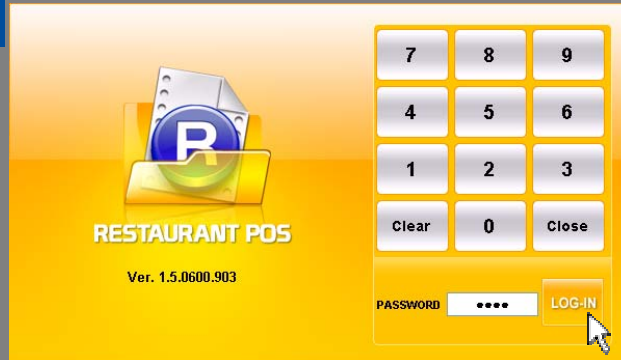 7 8 9
4 5 6
1 2 3
Clear 0 Close
R
RESTAURANT POS
Ver. 1.5.0600.903
PASSWORD •••• LOG-IN